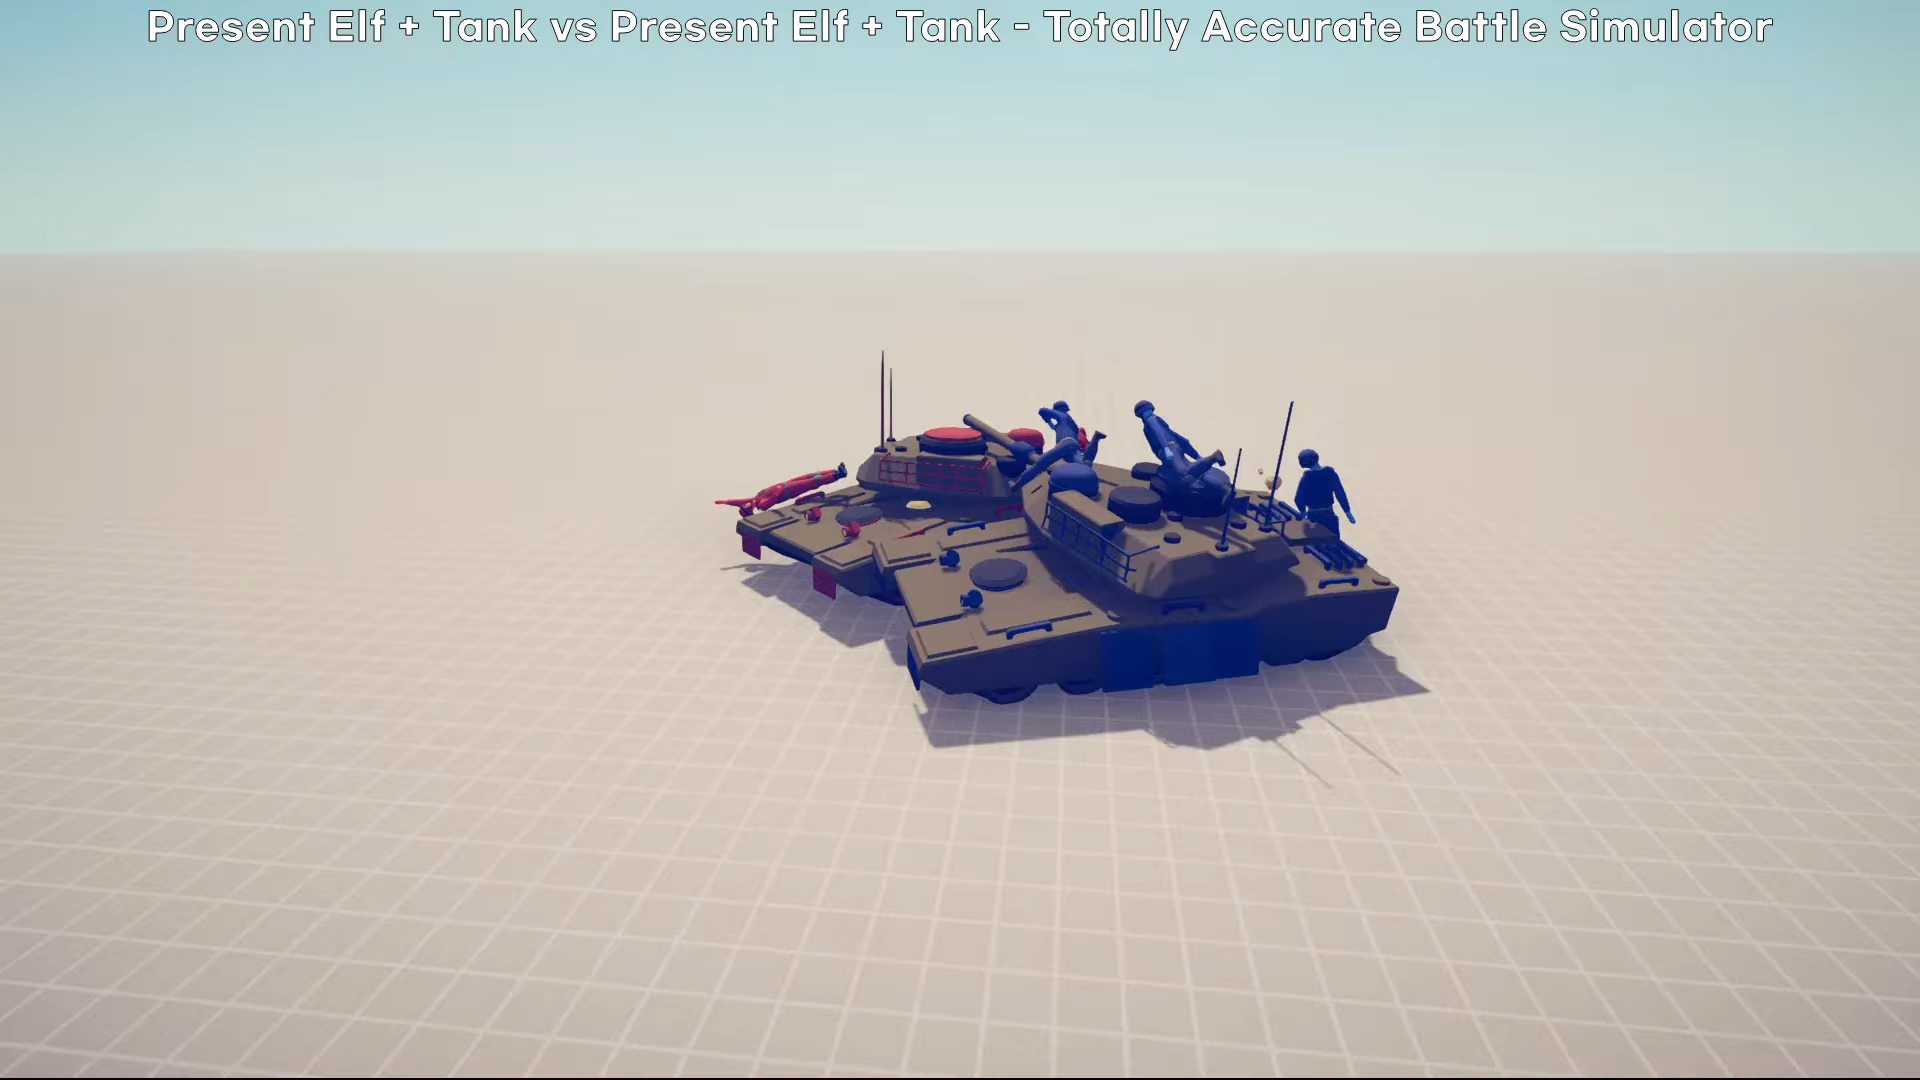 Present Elf + Tank vs Present Elf + Tank - Totally Accurate Battle Simulator